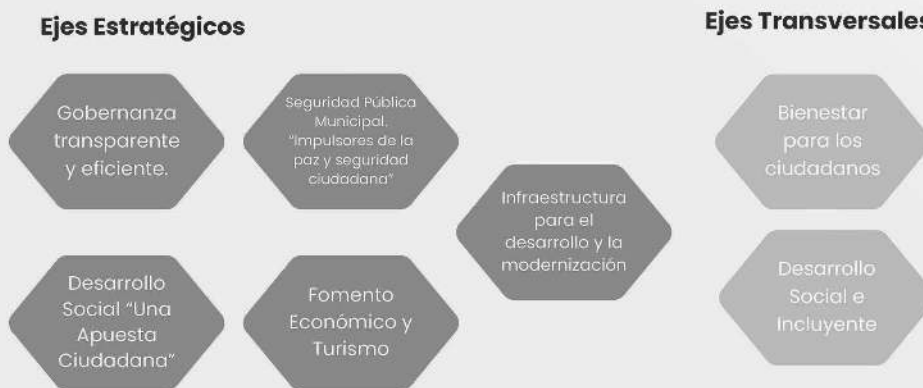 Ejes Estratégicos
Ejes Transversales
Gobernanza
transparente
y eficiente.
Seguridad Pública
Municipal.
"Impulsores de la
paz y seguridad
ciudadana"
Infraestructura
para el
desarrollo y la
modernización
Desarrollo
Social "Una
Apuesta
Ciudadana"
Fomento
Económico y
Turismo
Bienestar
para los
ciudadanos
Desarrollo
Social e
Incluyente